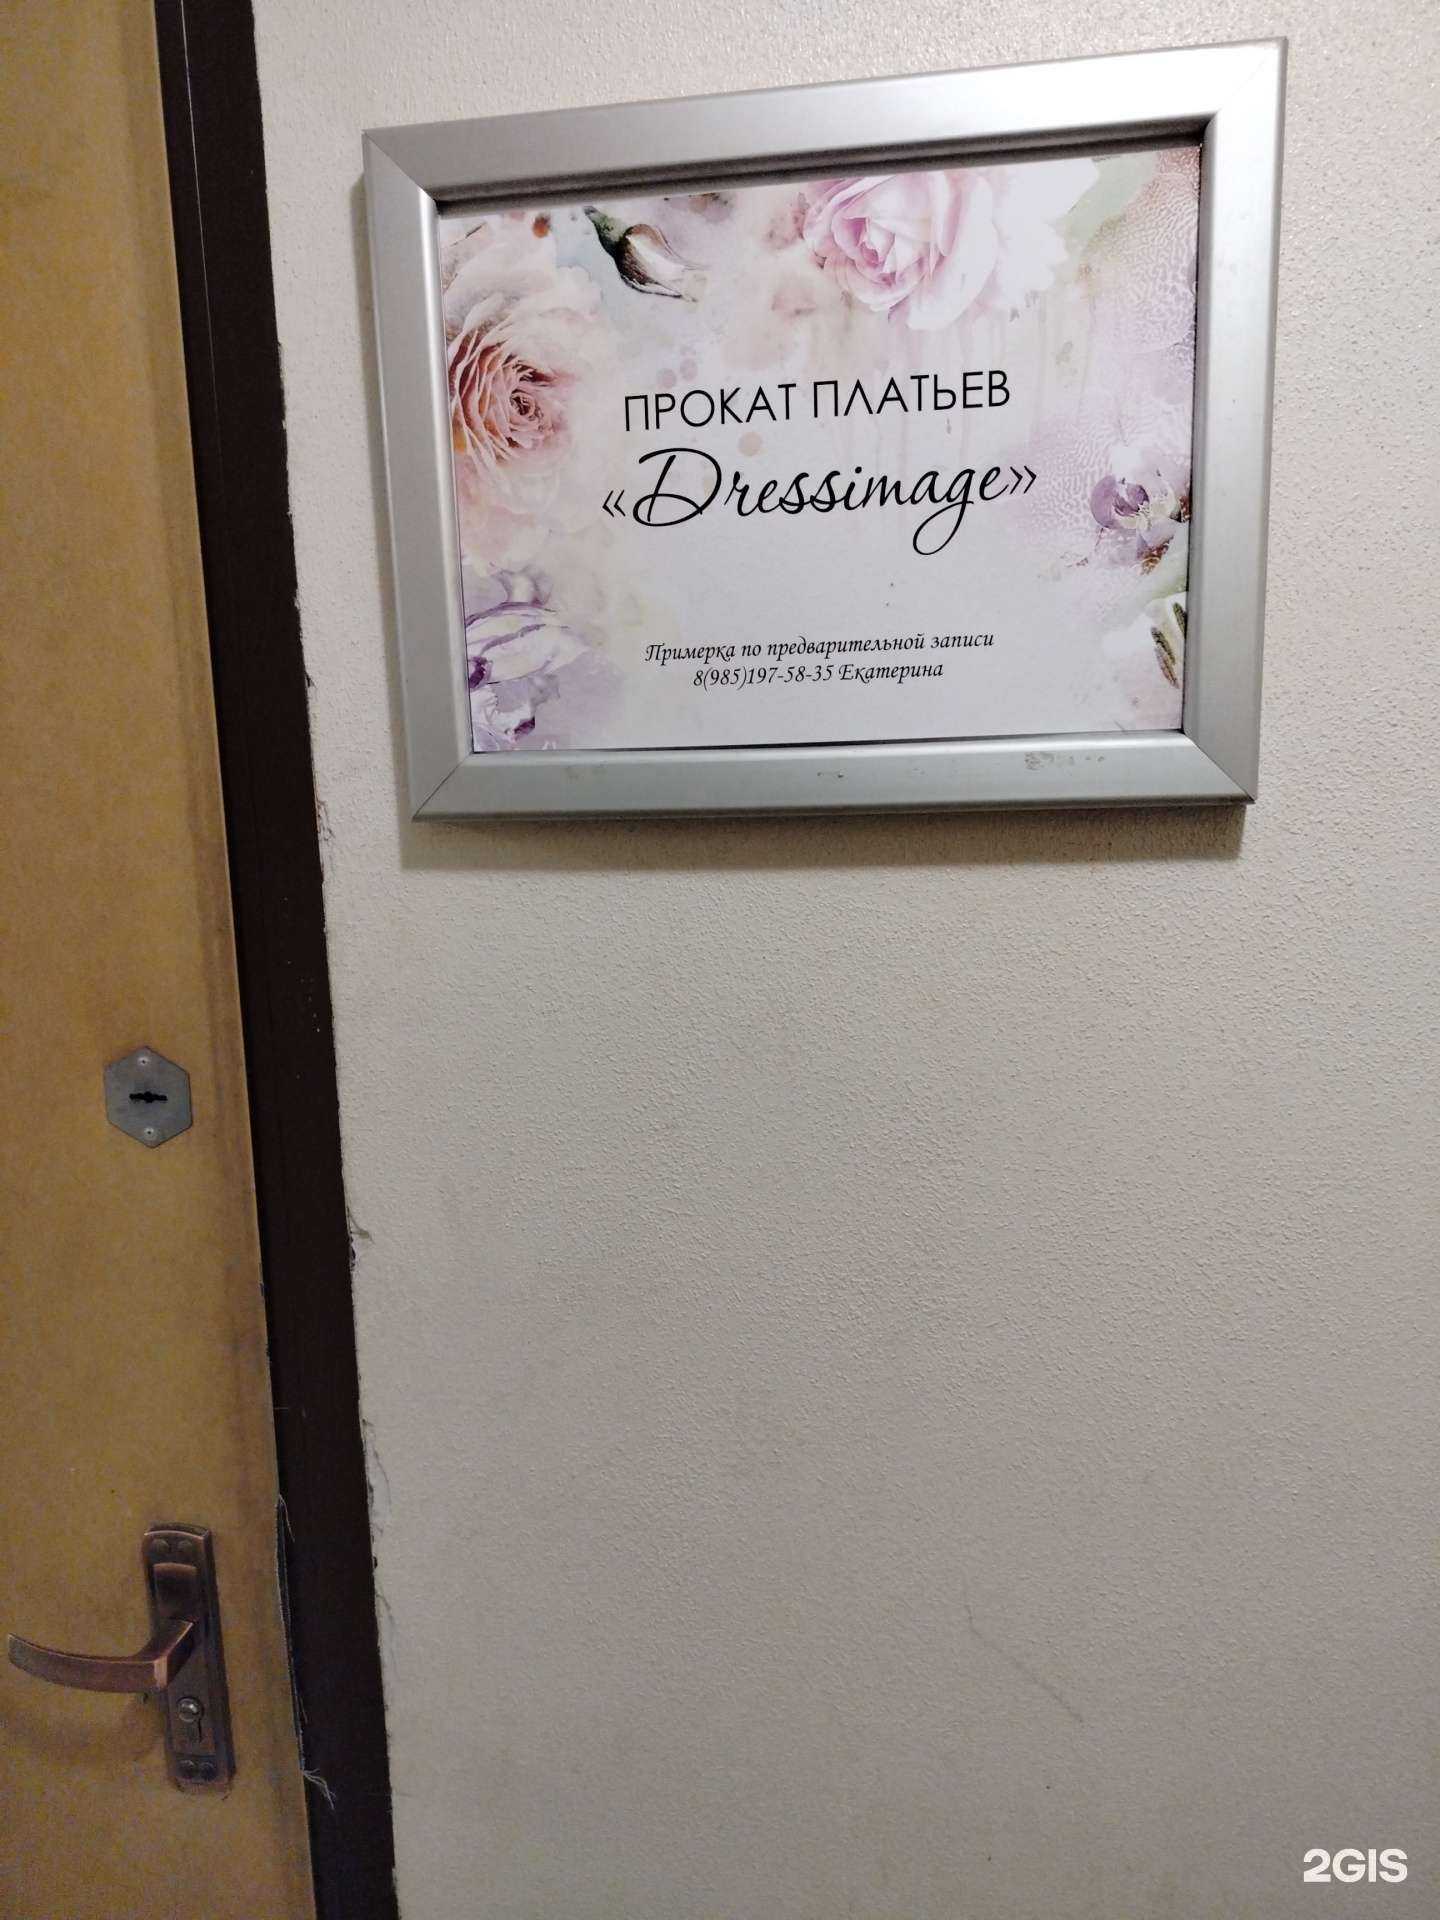 ПРОКАТ ПЛАТЬЕВ
«Dressimage»
Примерка по предварительной записи
8(985)197-58-35 Екатерина
2GIS